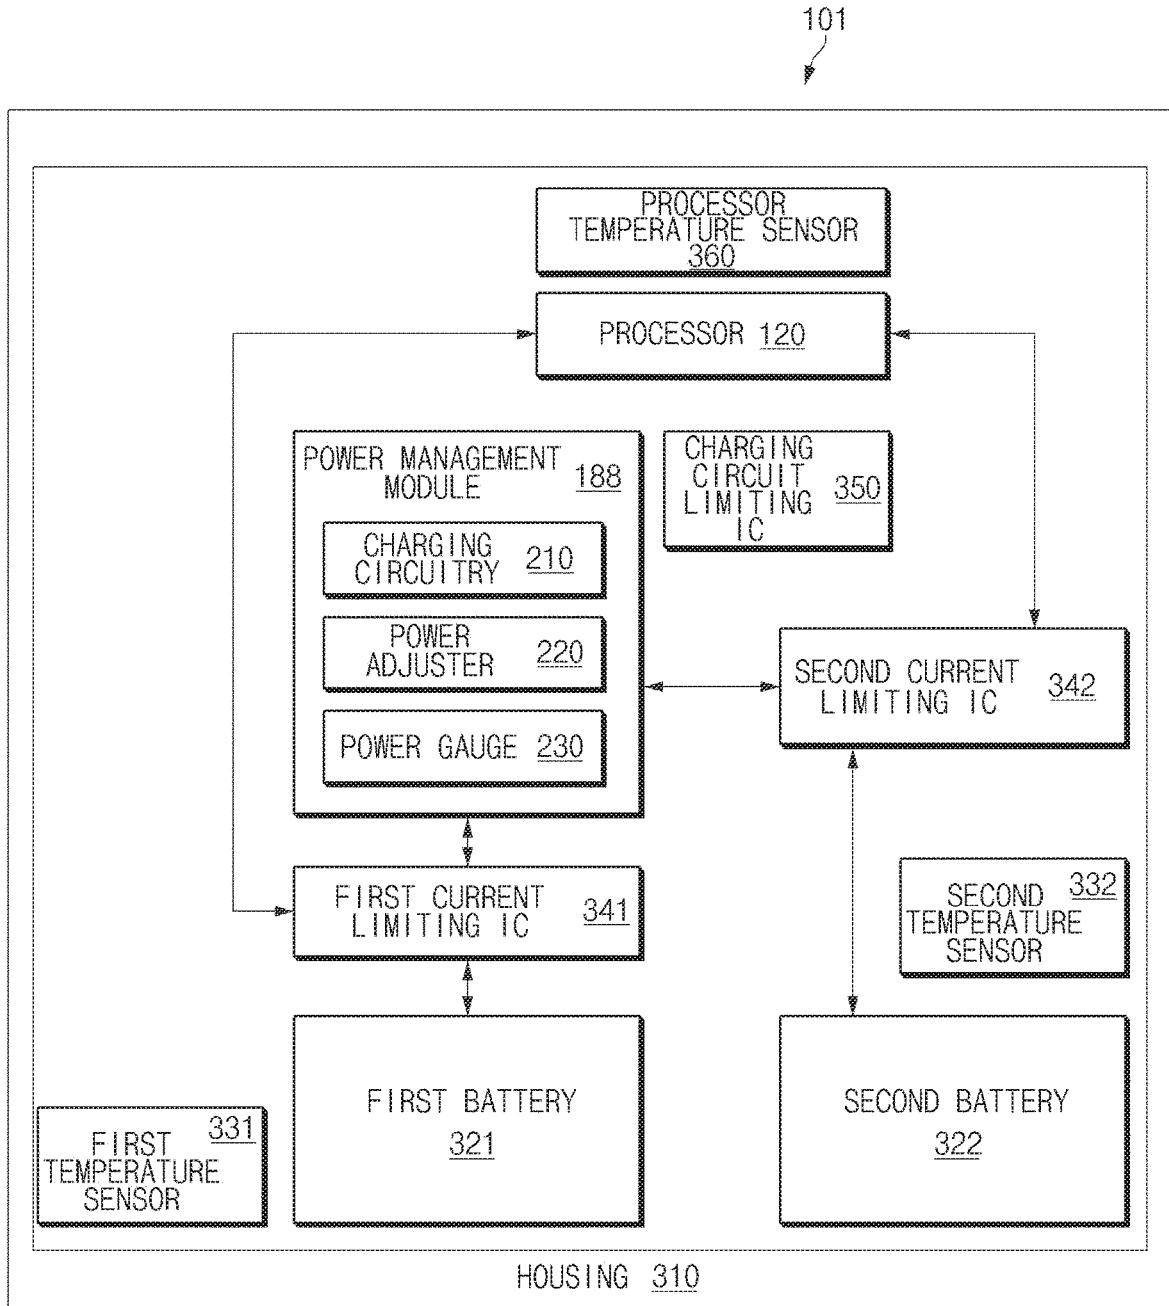 101
PROCESSOR
TEMPERATURE SENSOR
360
PROCESSOR 120
POWER MANAGEMENT
MODULE 188
CHARGING
CIRCUIT
LIMITING
IC 350
CHARGING
CIRCUITRY 210
POWER
ADJUSTER 220
POWER GAUGE 230
SECOND CURRENT
LIMITING IC 342
FIRST CURRENT
LIMITING IC 341
332
SECOND
TEMPERATURE
SENSOR
FIRST BATTERY
321
SECOND BATTERY
322
331
FIRST
TEMPERATURE
SENSOR
HOUSING 310